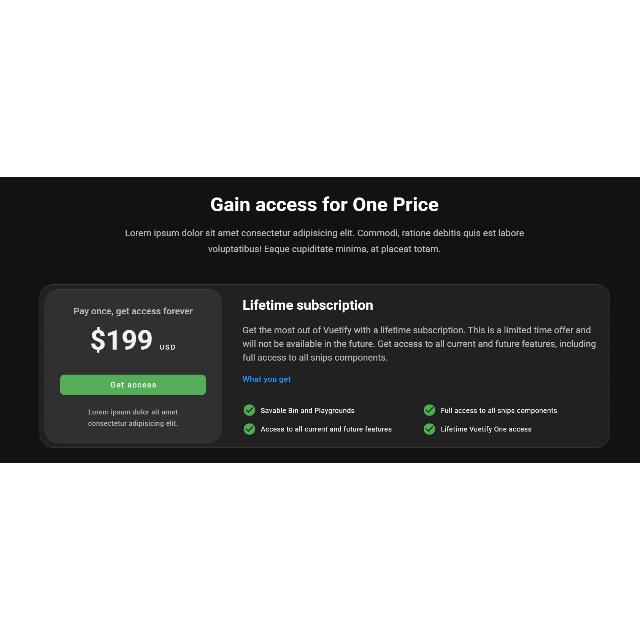 Gain access for One Price
Lorem ipsum dolor sit amet consectetur adipisicing elit. Commodi, ratione debitis quis est labore
voluptatibus! Eaque cupiditate minima, at placeat totam.
Pay once, get access forever
$199 USD
Get access
Lorem ipsum dolor sit amet
consectetur adipisicing elit.
Lifetime subscription
Get the most out of Vuetify with a lifetime subscription. This is a limited time offer and
will not be available in the future. Get access to all current and future features, including
full access to all snips components.
What you get
Savable Bin and Playgrounds
Full access to all snips components
Access to all current and future features
Lifetime Vuetify One access